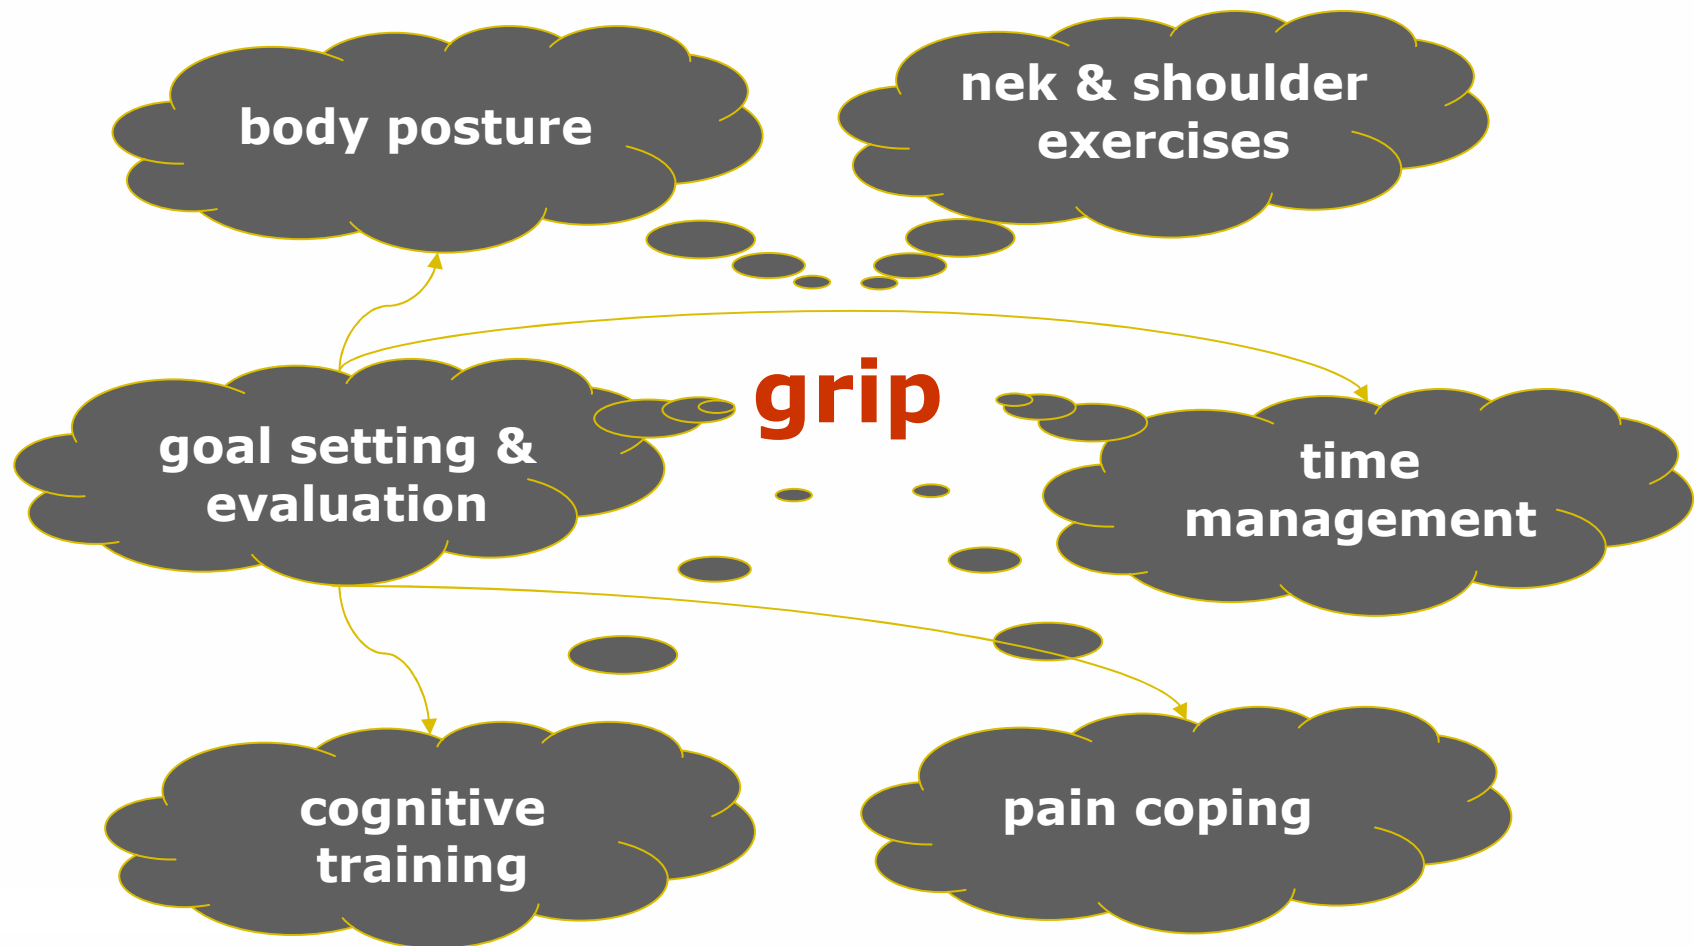 body posture
nek & shoulder
exercises
grip
goal setting &
evaluation
time
management
cognitive
training
pain coping